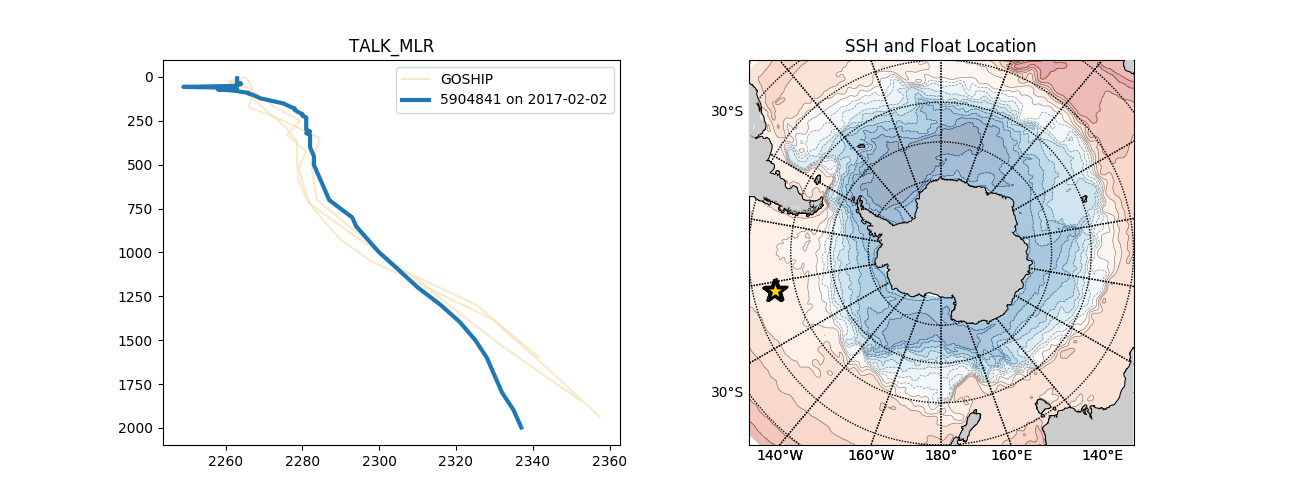 TALK_MLR
GOSHIP
5904841 on 2017-02-02
0
250
500
750
1000
1250
1500
1750
2000
2260
2280
2300
2320
2340
2360
SSH and Float Location
30°S
30°S
140°W
160°W
180°
160°E
140°E